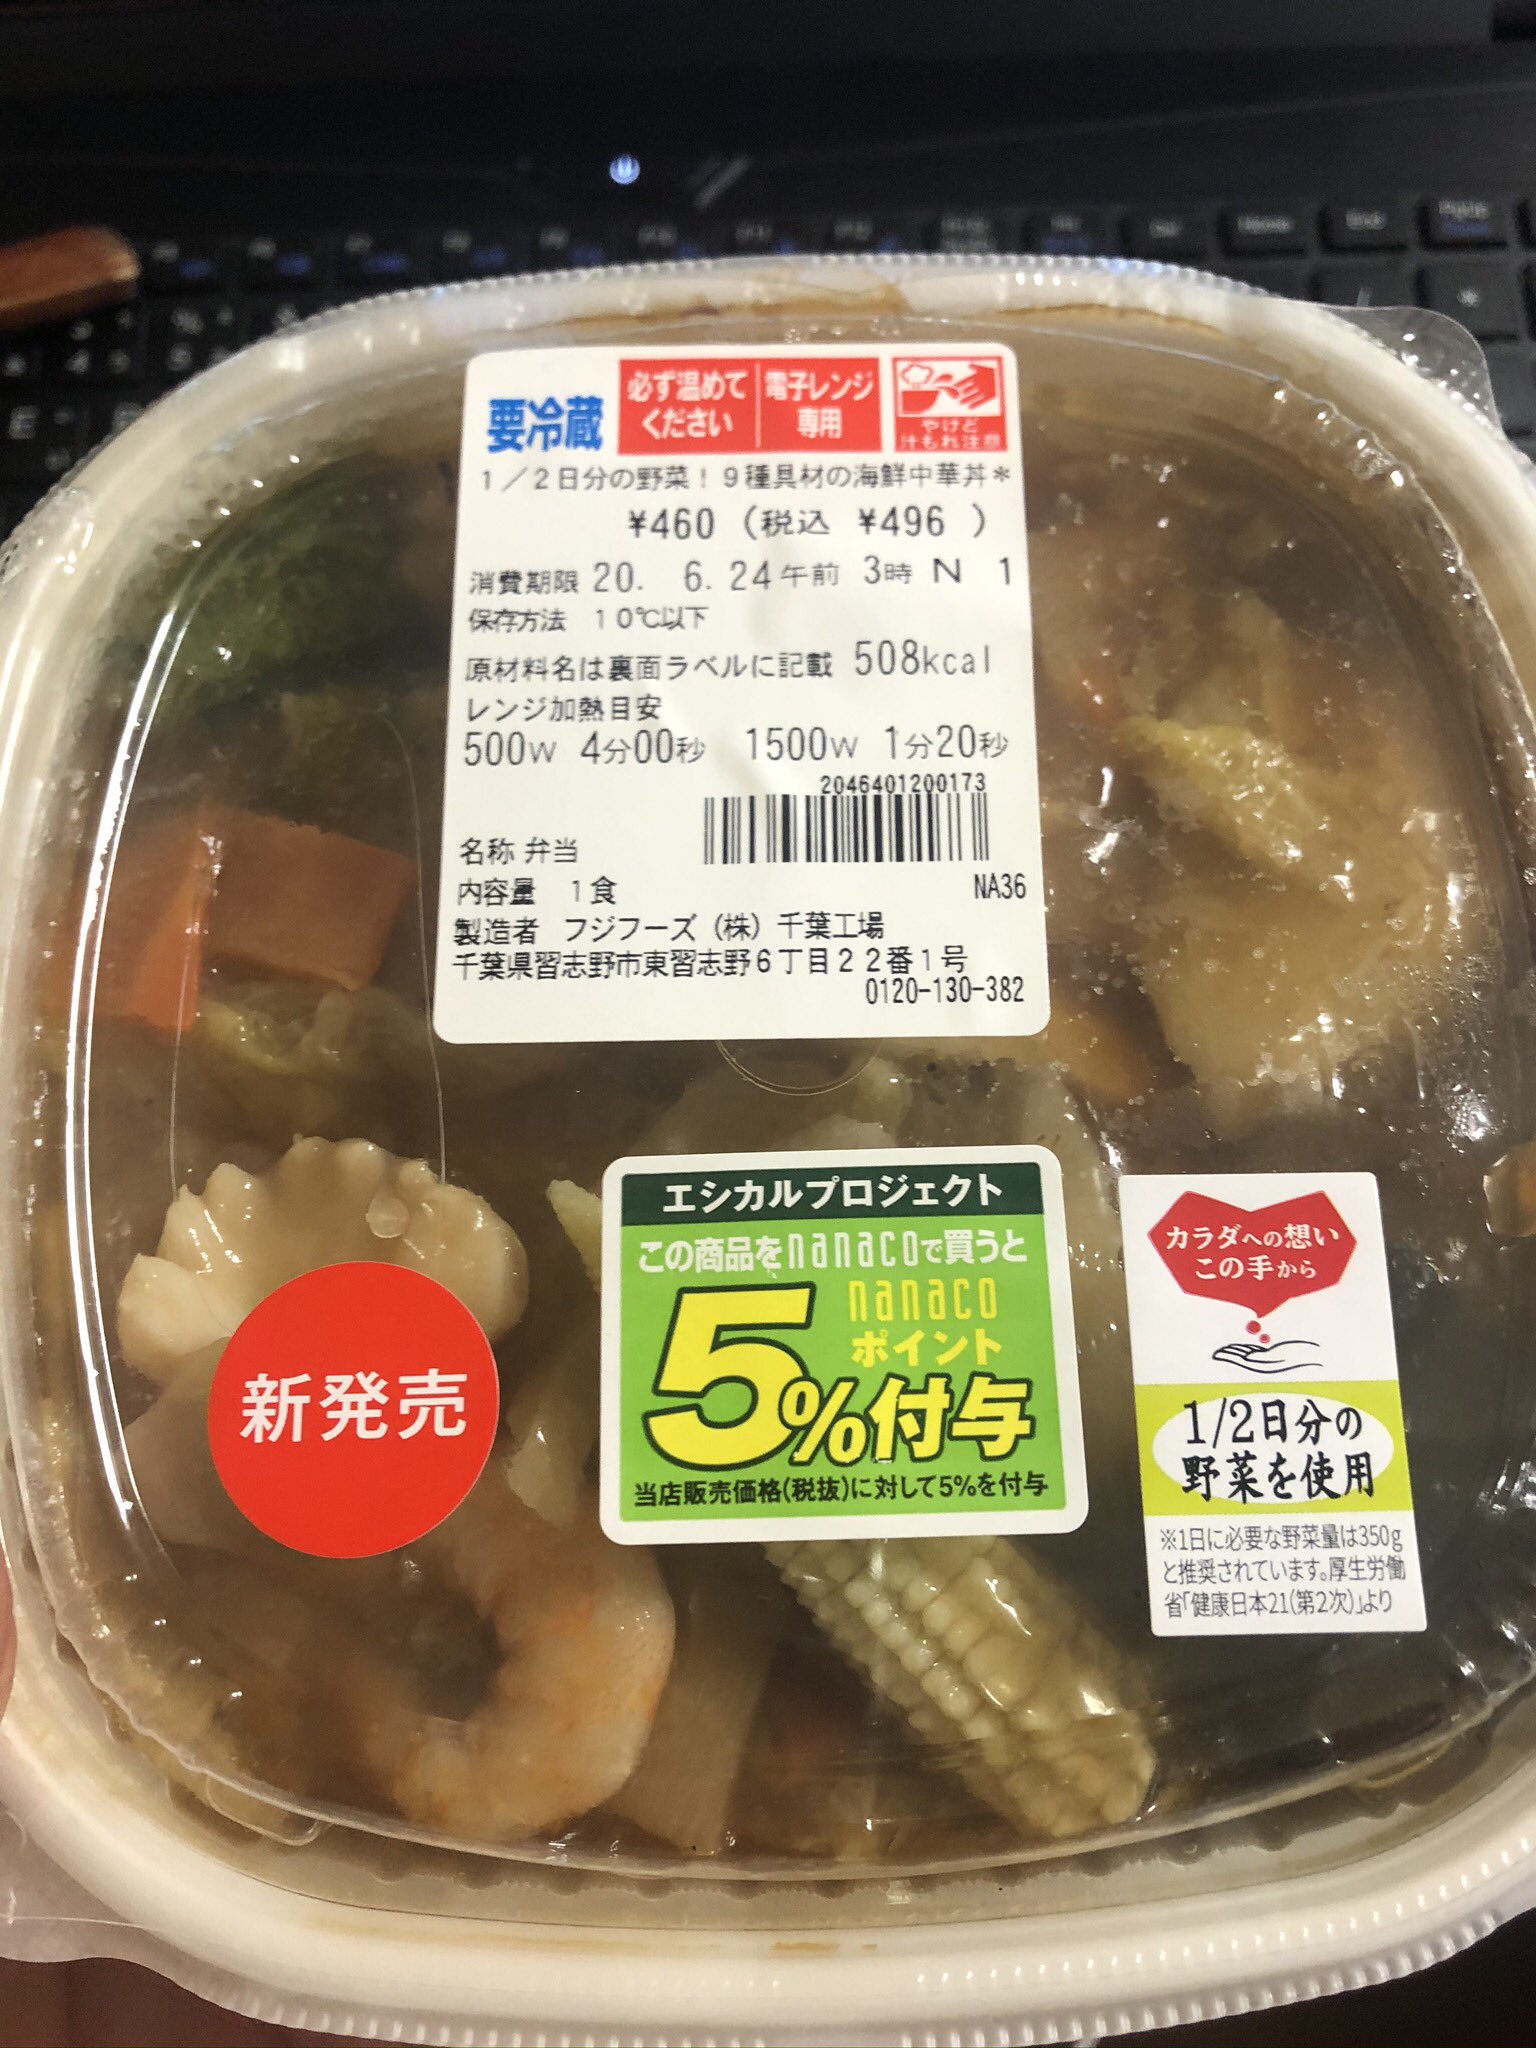 要冷蔵
必ず温めて
ください
電子レンジ
専用
やけど
汁もれ注意
1／2日分の野菜！9種具材の海鮮中華丼＊
¥460（税込 ¥496 ）
消費期限 20. 6. 24午前 3時 N 1
保存方法 10℃以下
原材料名は裏面ラベルに記載 508kcal
レンジ加熱目安
500W 4分00秒 1500W 1分20秒
2046401200173
名称 弁当
内容量 1食 NA36
製造者 フジフーズ（株）千葉工場
千葉県習志野市東習志野6丁目22番1号
0120-130-382
エシカルプロジェクト
この商品をnanacoで買うと
nanaco
ポイント
5%付与
当店販売価格(税抜)に対して5%を付与
新発売
カラダへの想い
この手から
1/2日分の
野菜を使用
※1日に必要な野菜量は350g
と推奨されています。厚生労働
省「健康日本21(第2次)」より
Home
End
E